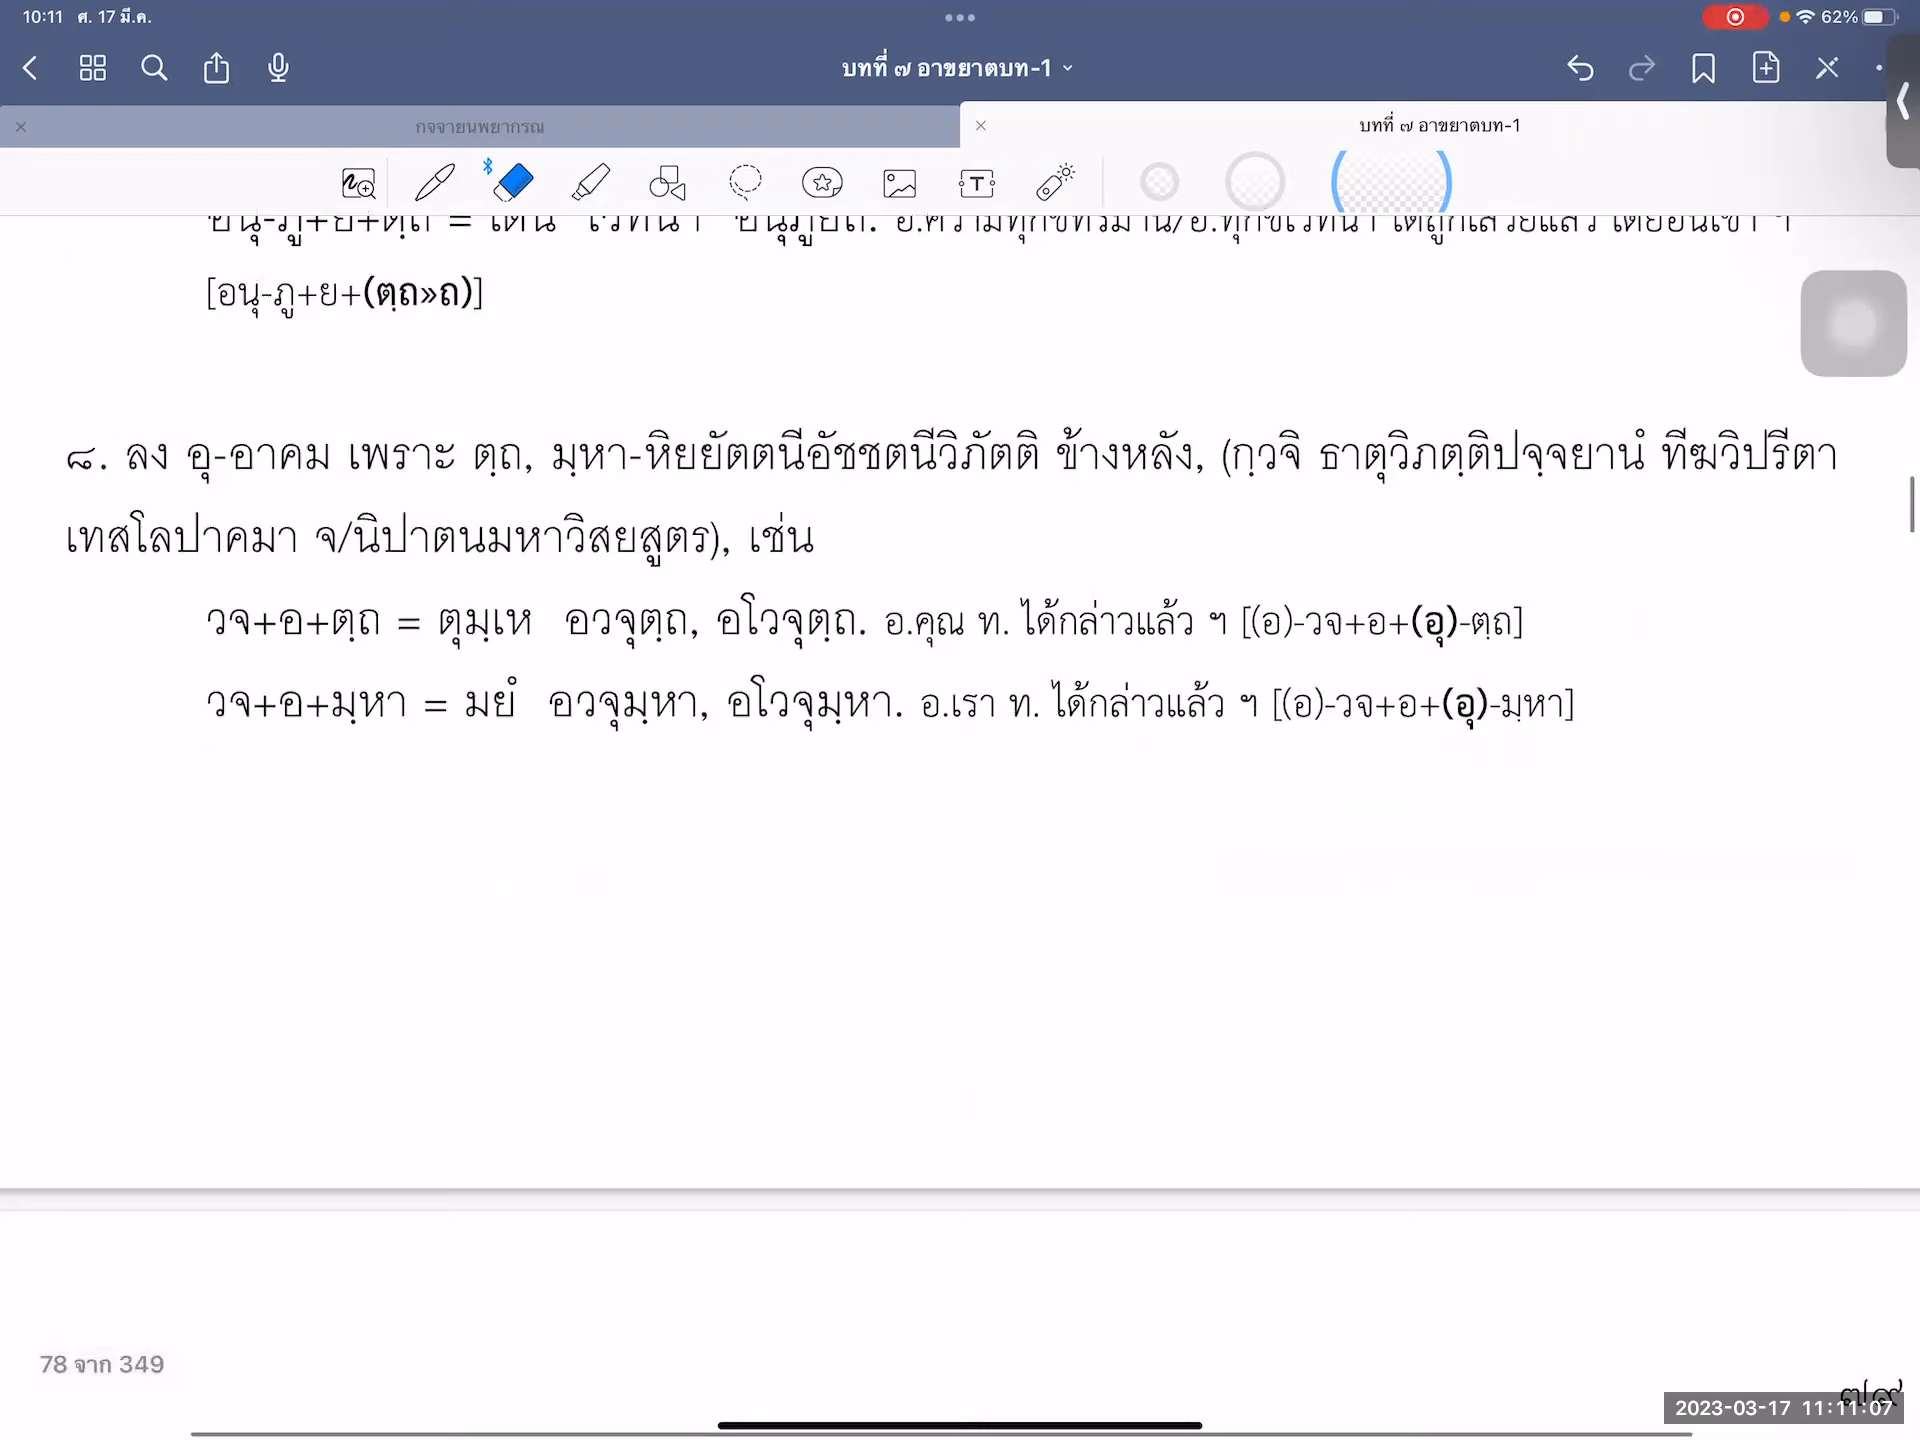 10:11 ศ. 17 มี.ค.
62%
บทที่ ๗ อาขยาตบท-1
กจจายนพยากรณ
บทที่ ๗ อาขยาตบท-1
[อนุ-ภู+ย+(ตฺถ»ถ)]
๘. ลง อุ-อาคม เพราะ ตฺถ, มฺหา-หิยยัตตนีอัชชตนีวิภัตติ ข้างหลัง, (กฺวจิ ธาตุวิภตฺติปจฺจยานํ ทีฆวิปรีตา
เทสโลปาคมา จ/นิปาตนมหาวิสยสูตร), เช่น
วจ+อ+ตฺถ = ตุมฺเห อวจุตฺถ, อโวจุตฺถ. อ.คุณ ท. ได้กล่าวแล้ว ฯ [(อ)-วจ+อ+(อุ)-ตฺถ]
วจ+อ+มฺหา = มยํ อวจุมฺหา, อโวจุมฺหา. อ.เรา ท. ได้กล่าวแล้ว ฯ [(อ)-วจ+อ+(อุ)-มฺหา]
78 จาก 349
๗๙
2023-03-17 11:11:07